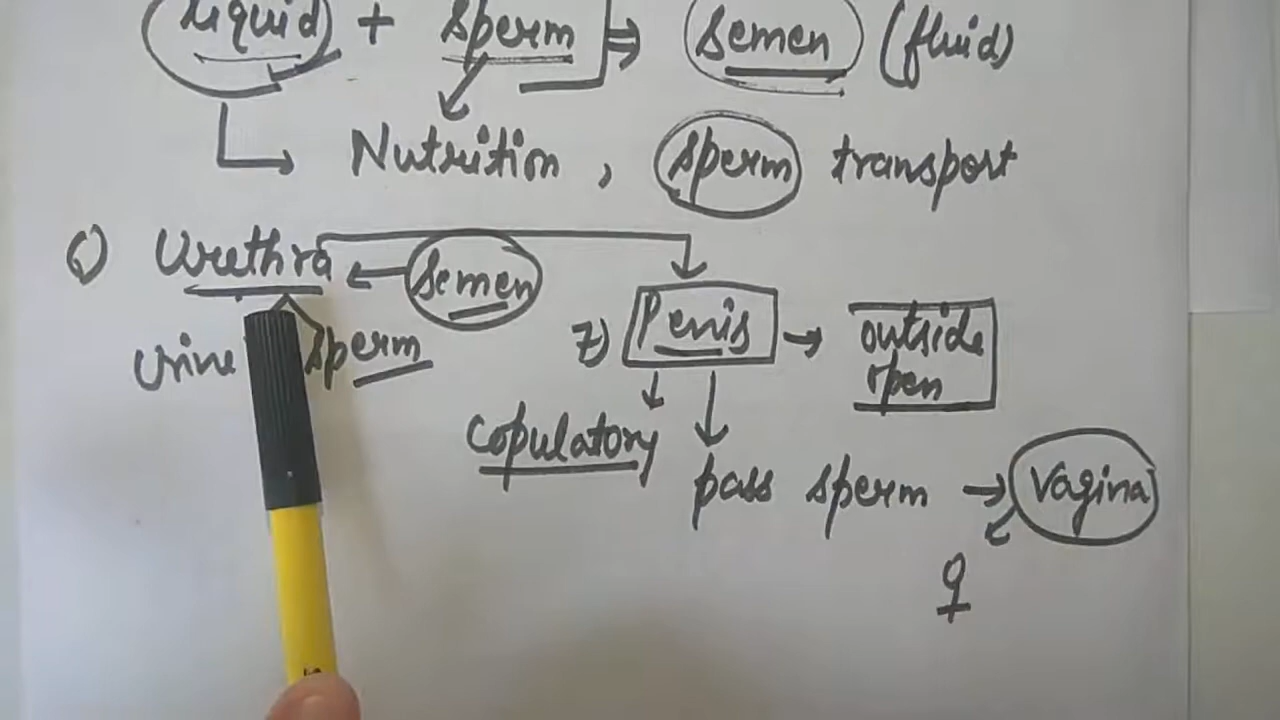 Liquid + Sperm ⇒ Semen (fluid)
Nutrition, sperm transport
6) Urethra ← Semen
Urine sperm
7) Penis → outside open
Copulatory
pass sperm → Vagina
♀